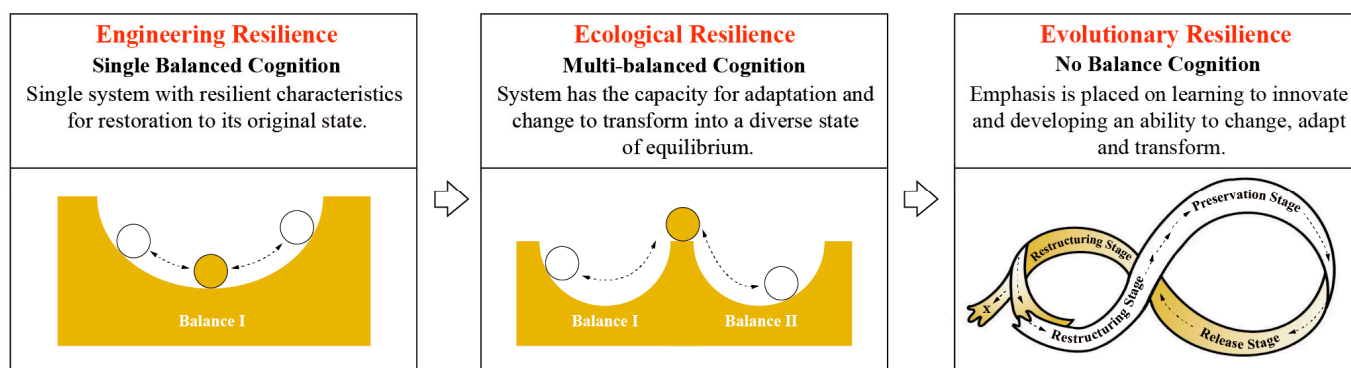 Engineering Resilience
Single Balanced Cognition
Single system with resilient characteristics
for restoration to its original state.
Balance I
Ecological Resilience
Multi-balanced Cognition
System has the capacity for adaptation and
change to transform into a diverse state
of equilibrium.
Balance I
Balance II
Evolutionary Resilience
No Balance Cognition
Emphasis is placed on learning to innovate
and developing an ability to change, adapt
and transform.
Preservation Stage
Restructuring Stage
X
Restructuring Stage
Release Stage